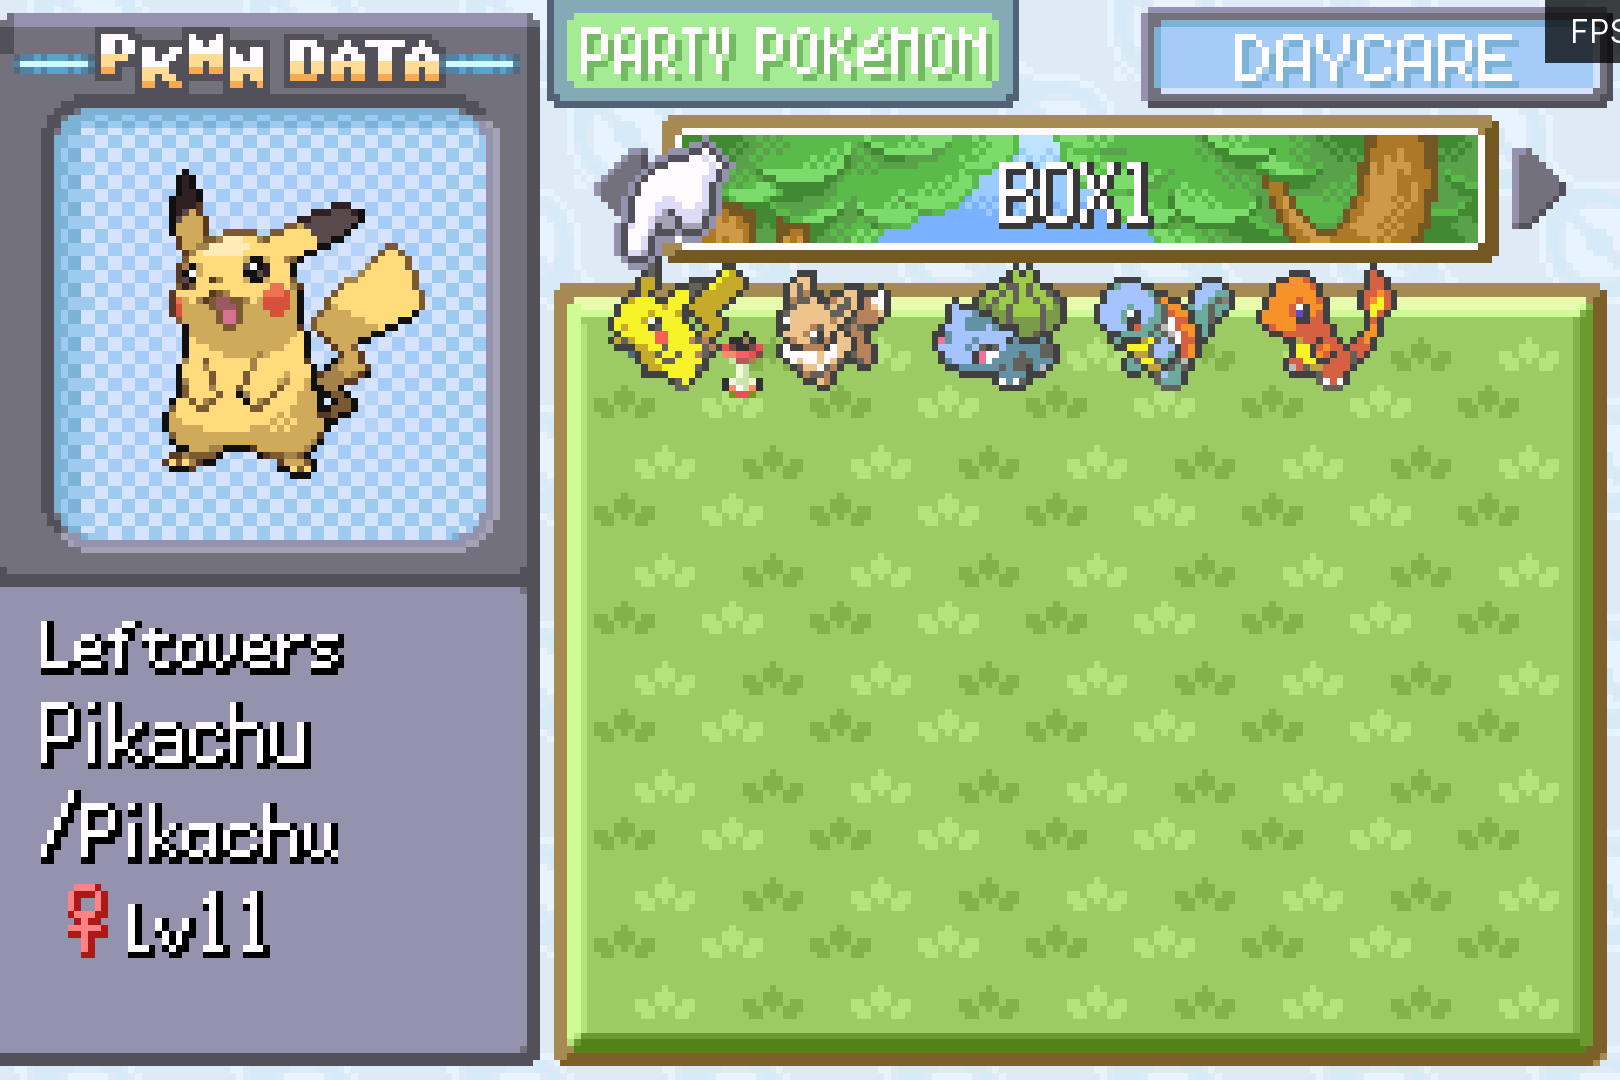 PKMN DATA
PARTY POKéMON
DAYCARE
FPS
BOX1
Leftovers
Pikachu
/Pikachu
♀ Lv11